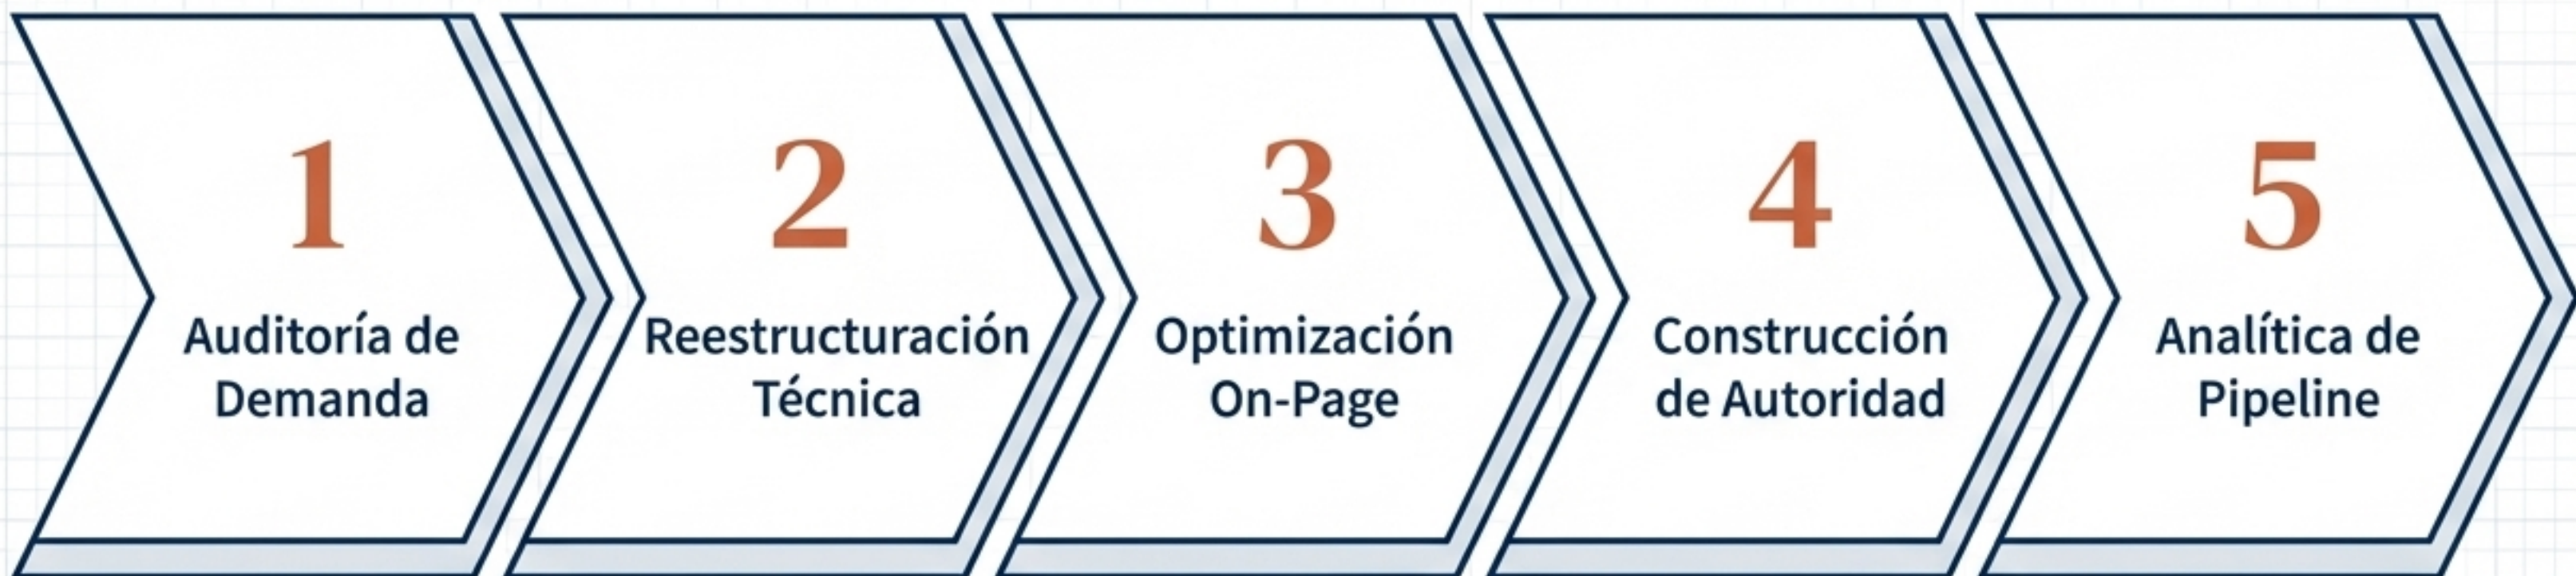 1
Auditoría de
Demanda
2
Reestructuración
Técnica
3
Optimización
On-Page
4
Construcción
de Autoridad
5
Analítica de
Pipeline